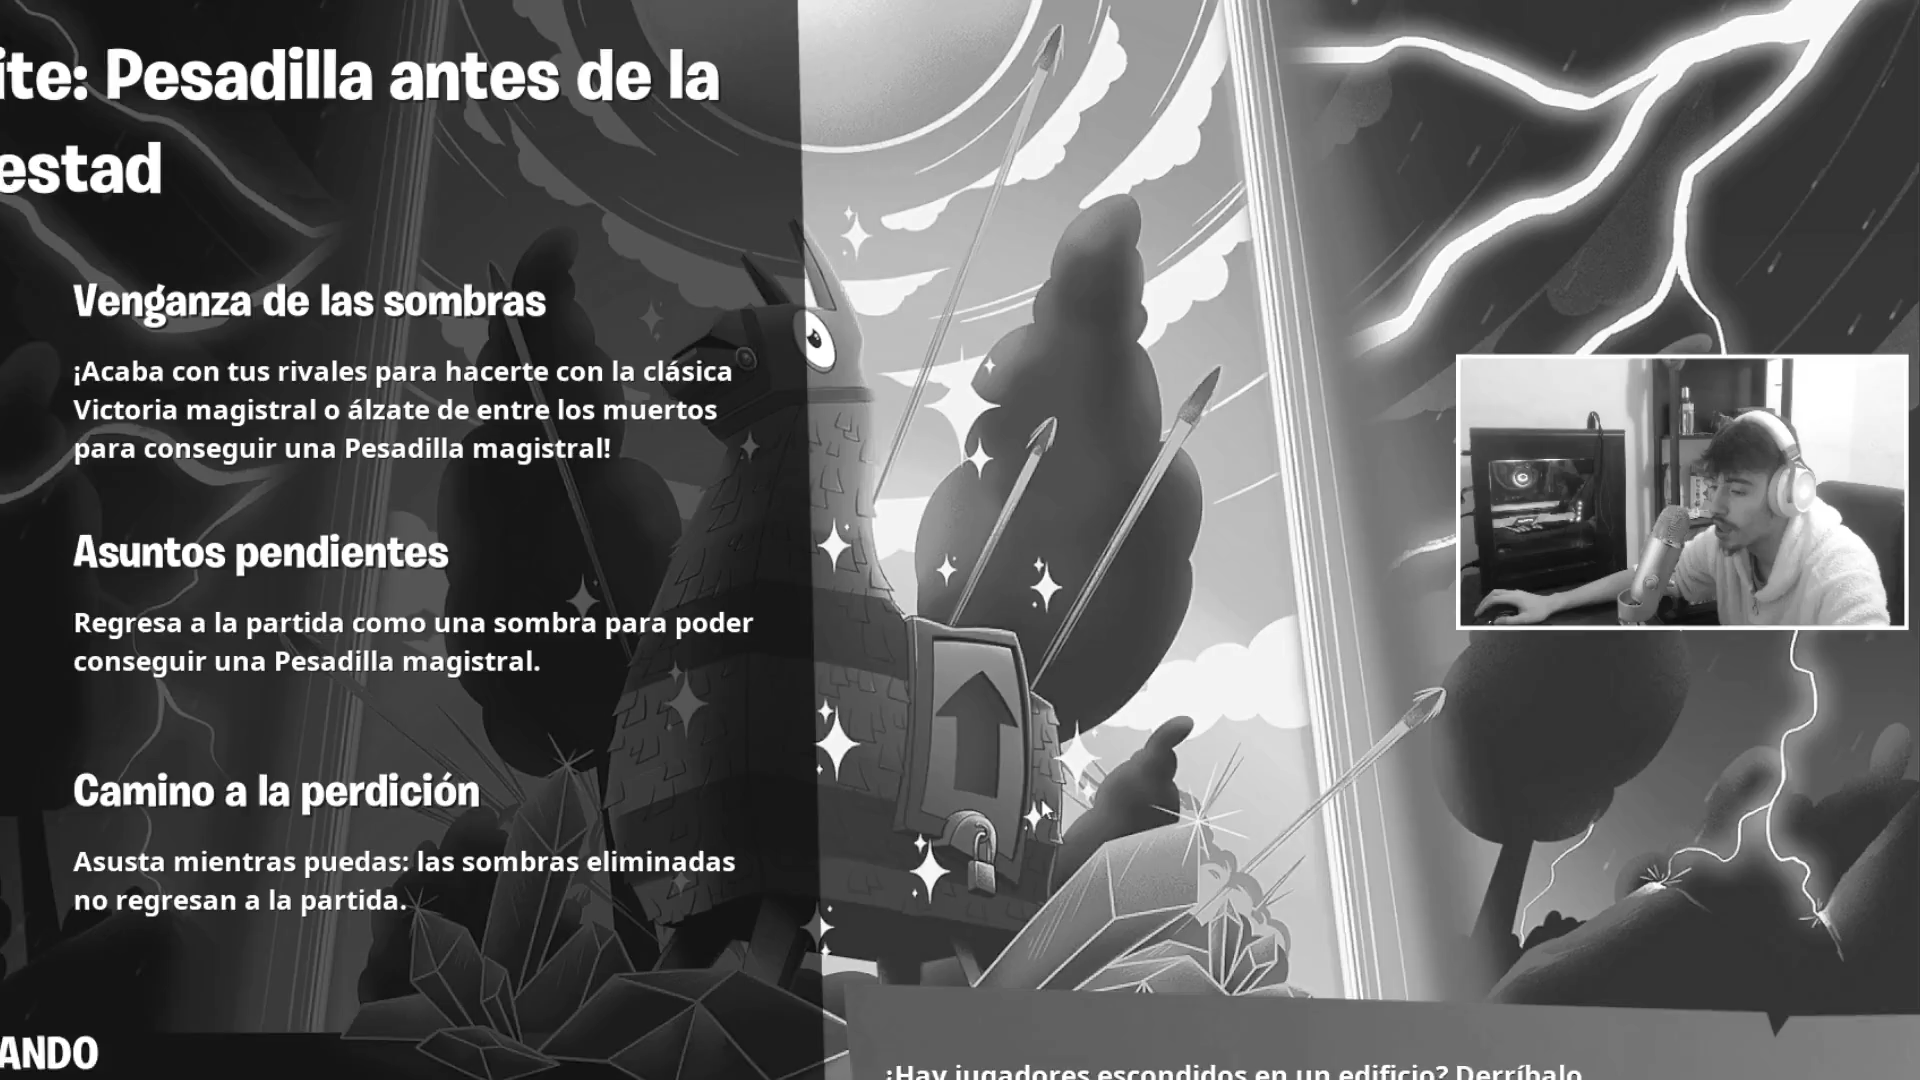 ite: Pesadilla antes de la
estad
Venganza de las sombras
¡Acaba con tus rivales para hacerte con la clásica
Victoria magistral o álzate de entre los muertos
para conseguir una Pesadilla magistral!
Asuntos pendientes
Regresa a la partida como una sombra para poder
conseguir una Pesadilla magistral.
Camino a la perdición
Asusta mientras puedas: las sombras eliminadas
no regresan a la partida.
ANDO
¿Hay jugadores escondidos en un edificio? Derríbalo